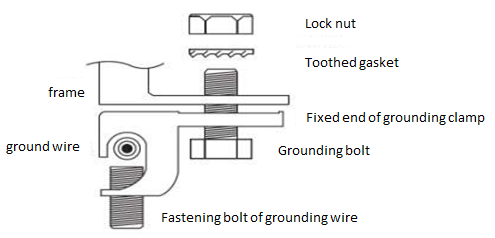 Lock nut
Toothed gasket
frame
Fixed end of grounding clamp
ground wire
Grounding bolt
Fastening bolt of grounding wire